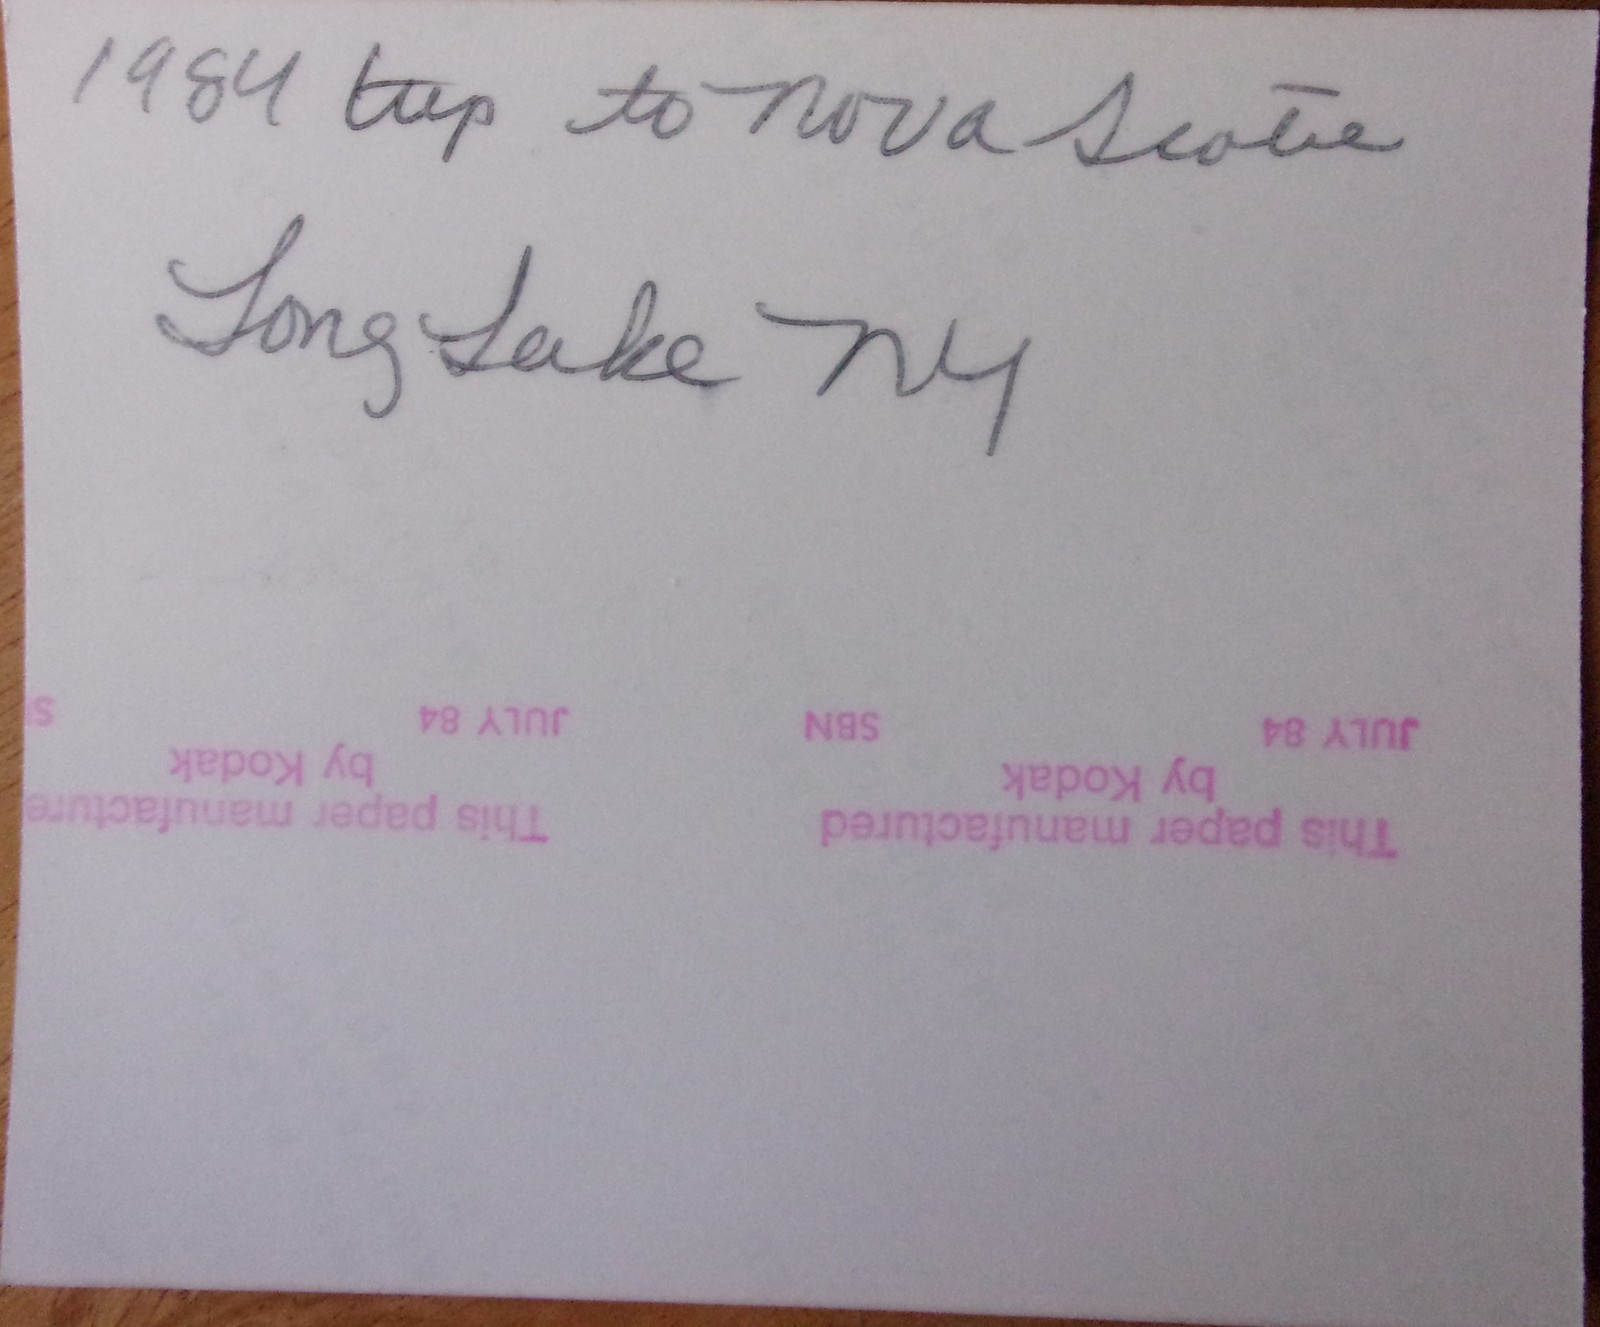 1984 trip to Nova Scotia
Long Lake NY
JULY 84 SBN
by Kodak
This paper manufactured
JULY 84 S
by Kodak
This paper manufacture